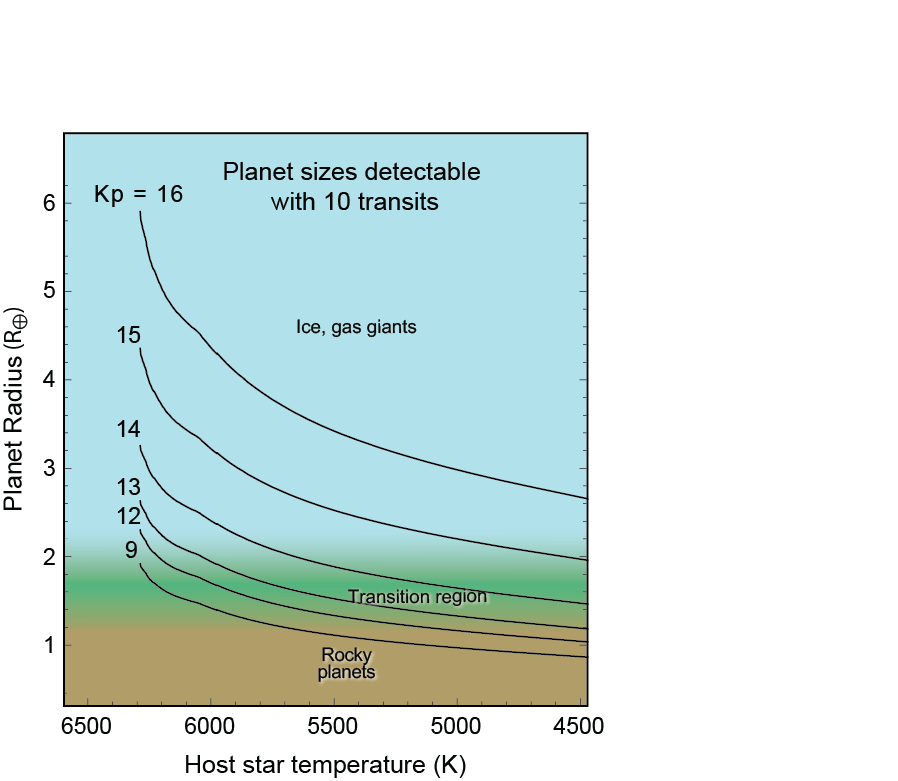 Planet sizes detectable
with 10 transits
Kp = 16
15
14
13
12
9
Ice, gas giants
Transition region
Rocky
planets
Planet Radius (R⊕)
6
5
4
3
2
1
6500 6000 5500 5000 4500
Host star temperature (K)